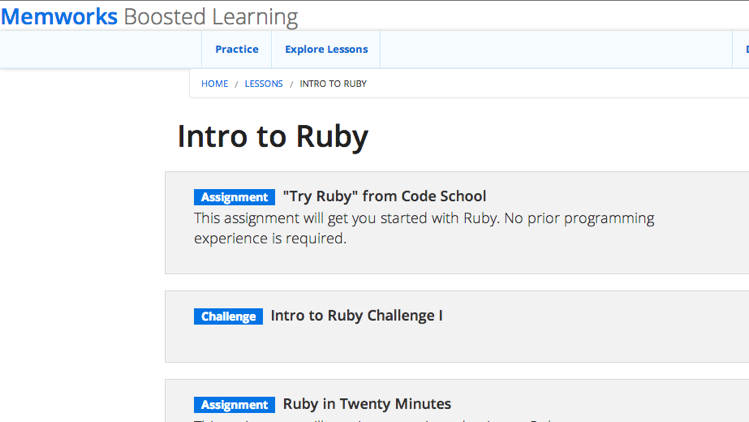 Memworks Boosted Learning
Practice Explore Lessons
HOME / LESSONS / INTRO TO RUBY
Intro to Ruby
Assignment "Try Ruby" from Code School
This assignment will get you started with Ruby. No prior programming
experience is required.
Challenge Intro to Ruby Challenge I
Assignment Ruby in Twenty Minutes